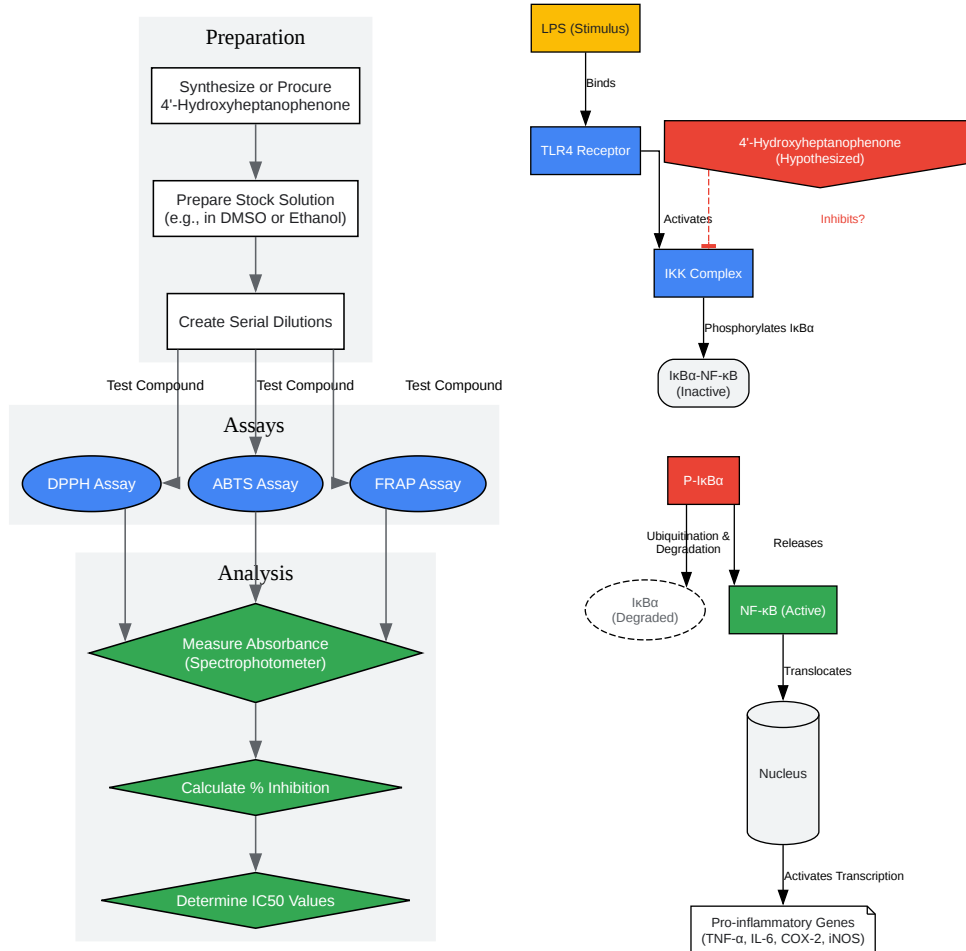 Preparation
Synthesize or Procure
4'-Hydroxyheptanophenone
Prepare Stock Solution
(e.g., in DMSO or Ethanol)
Create Serial Dilutions
Test Compound
Test Compound
Test Compound
Assays
DPPH Assay
ABTS Assay
FRAP Assay
Analysis
Measure Absorbance
(Spectrophotometer)
Calculate % Inhibition
Determine IC50 Values
LPS (Stimulus)
Binds
TLR4 Receptor
4'-Hydroxyheptanophenone
(Hypothesized)
Activates
Inhibits?
IKK Complex
Phosphorylates IκBα
IκBα-NF-κB
(Inactive)
P-IκBα
Ubiquitination &
Degradation
Releases
IκBα
(Degraded)
NF-κB (Active)
Translocates
Nucleus
Activates Transcription
Pro-inflammatory Genes
(TNF-α, IL-6, COX-2, iNOS)